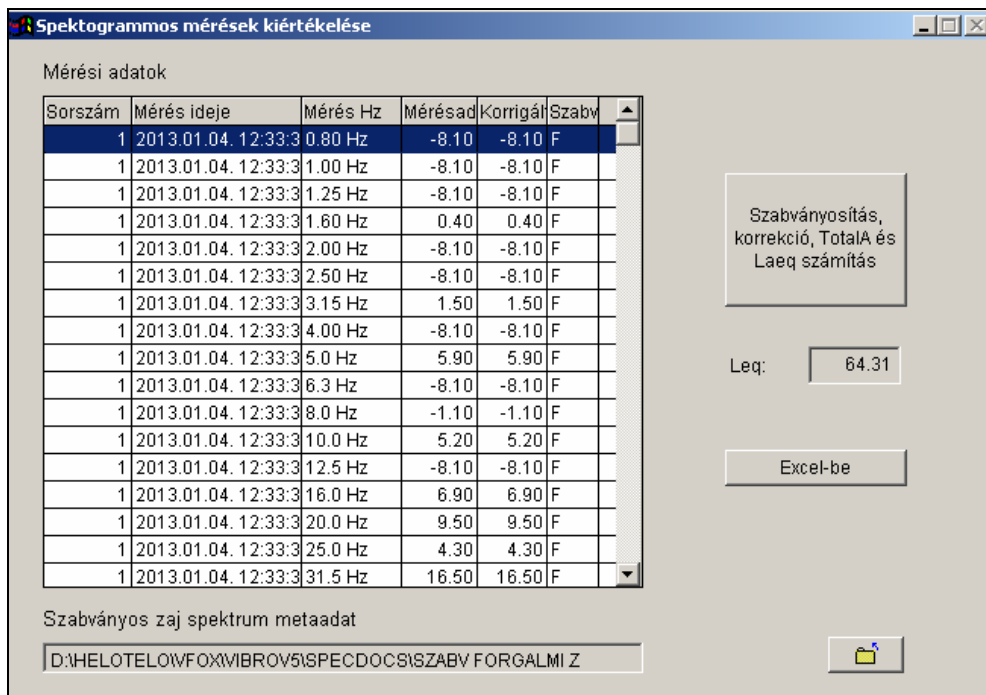 Spektogrammos mérések kiértékelése
Mérési adatok
Sorszám Mérés ideje Mérés Hz Mérésad Korrigált Szabv
1 2013.01.04. 12:33:3 0.80 Hz -8.10 -8.10 F
1 2013.01.04. 12:33:3 1.00 Hz -8.10 -8.10 F
1 2013.01.04. 12:33:3 1.25 Hz -8.10 -8.10 F
1 2013.01.04. 12:33:3 1.60 Hz 0.40 0.40 F
1 2013.01.04. 12:33:3 2.00 Hz -8.10 -8.10 F
1 2013.01.04. 12:33:3 2.50 Hz -8.10 -8.10 F
1 2013.01.04. 12:33:3 3.15 Hz 1.50 1.50 F
1 2013.01.04. 12:33:3 4.00 Hz -8.10 -8.10 F
1 2013.01.04. 12:33:3 5.0 Hz 5.90 5.90 F
1 2013.01.04. 12:33:3 6.3 Hz -8.10 -8.10 F
1 2013.01.04. 12:33:3 8.0 Hz -1.10 -1.10 F
1 2013.01.04. 12:33:3 10.0 Hz 5.20 5.20 F
1 2013.01.04. 12:33:3 12.5 Hz -8.10 -8.10 F
1 2013.01.04. 12:33:3 16.0 Hz 6.90 6.90 F
1 2013.01.04. 12:33:3 20.0 Hz 9.50 9.50 F
1 2013.01.04. 12:33:3 25.0 Hz 4.30 4.30 F
1 2013.01.04. 12:33:3 31.5 Hz 16.50 16.50 F
Szabványosítás,
korrekció, TotalA és
Laeq számítás
Leq: 64.31
Excel-be
Szabványos zaj spektrum metaadat
D:\HELOTELO\VFOX\VIBROV5\SPECDOCS\SZABV FORGALMI Z